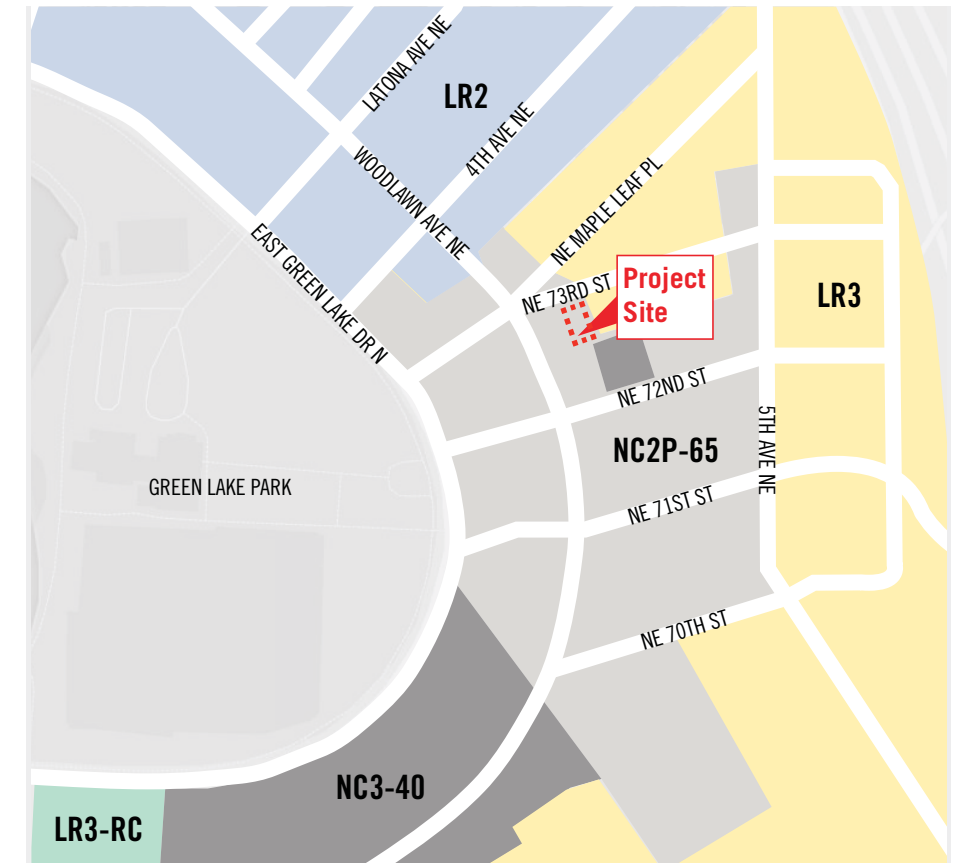 LATONA AVE NE
LR2
4TH AVE NE
WOODLAWN AVE NE
NE MAPLE LEAF PL
EAST GREEN LAKE DR N
NE 73RD ST
Project
Site
LR3
NE 72ND ST
5TH AVE NE
NC2P-65
GREEN LAKE PARK
NE 71ST ST
NE 70TH ST
NC3-40
LR3-RC